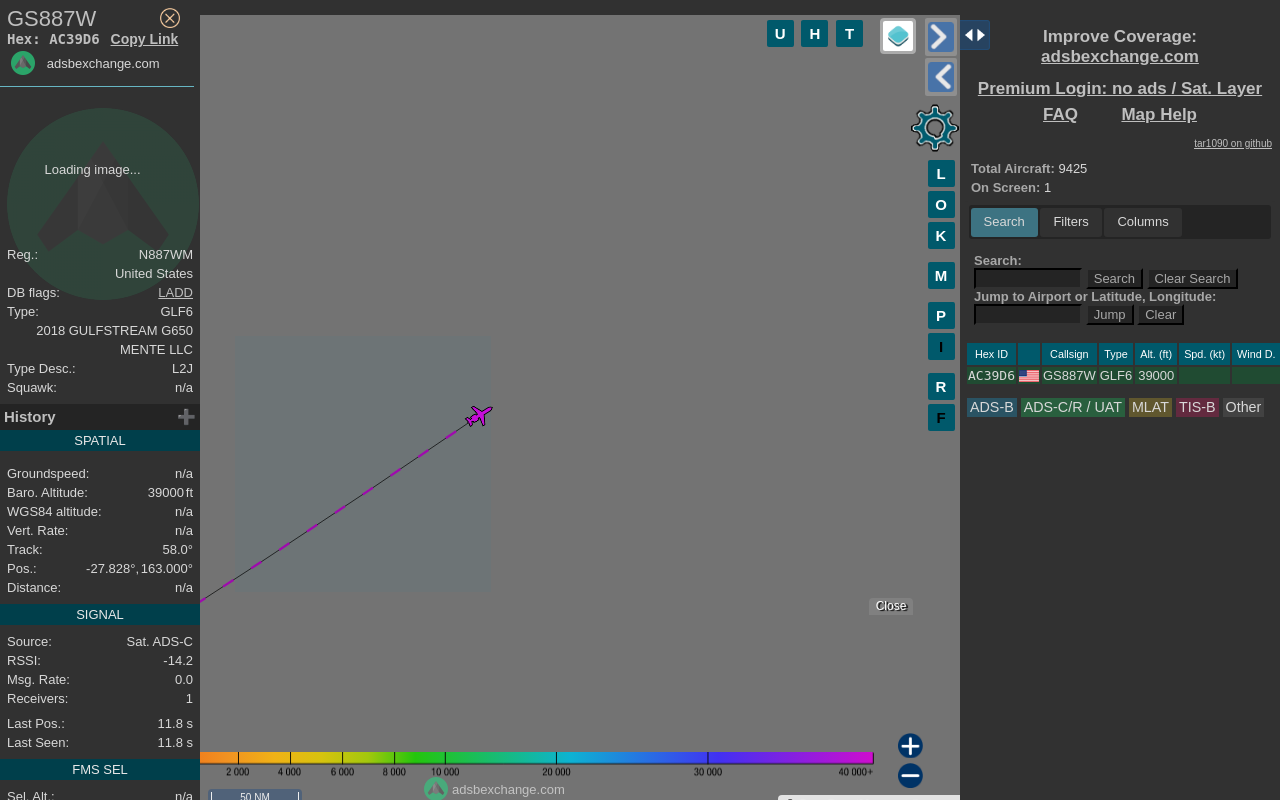 GS887W
Hex: AC39D6 Copy Link
adsbexchange.com
Loading image...
Reg.: N887WM
United States
DB flags: LADD
Type: GLF6
2018 GULFSTREAM G650
MENTE LLC
Type Desc.: L2J
Squawk: n/a
History
SPATIAL
Groundspeed: n/a
Baro. Altitude: 39000 ft
WGS84 altitude: n/a
Vert. Rate: n/a
Track: 58.0°
Pos.: -27.828°, 163.000°
Distance: n/a
SIGNAL
Source: Sat. ADS-C
RSSI: -14.2
Msg. Rate: 0.0
Receivers: 1
Last Pos.: 11.8 s
Last Seen: 11.8 s
FMS SEL
Sel. Alt.: n/a
U H T
L
O
K
M
P
I
R
F
Close
2 000 4 000 6 000 8 000 10 000 20 000 30 000 40 000+
adsbexchange.com
50 NM
Improve Coverage:
adsbexchange.com
Premium Login: no ads / Sat. Layer
FAQ Map Help
tar1090 on github
Total Aircraft: 9425
On Screen: 1
Search Filters Columns
Search:
Search Clear Search
Jump to Airport or Latitude, Longitude:
Jump Clear
Hex ID Callsign Type Alt. (ft) Spd. (kt) Wind D.
AC39D6 GS887W GLF6 39000
ADS-B ADS-C/R / UAT MLAT TIS-B Other